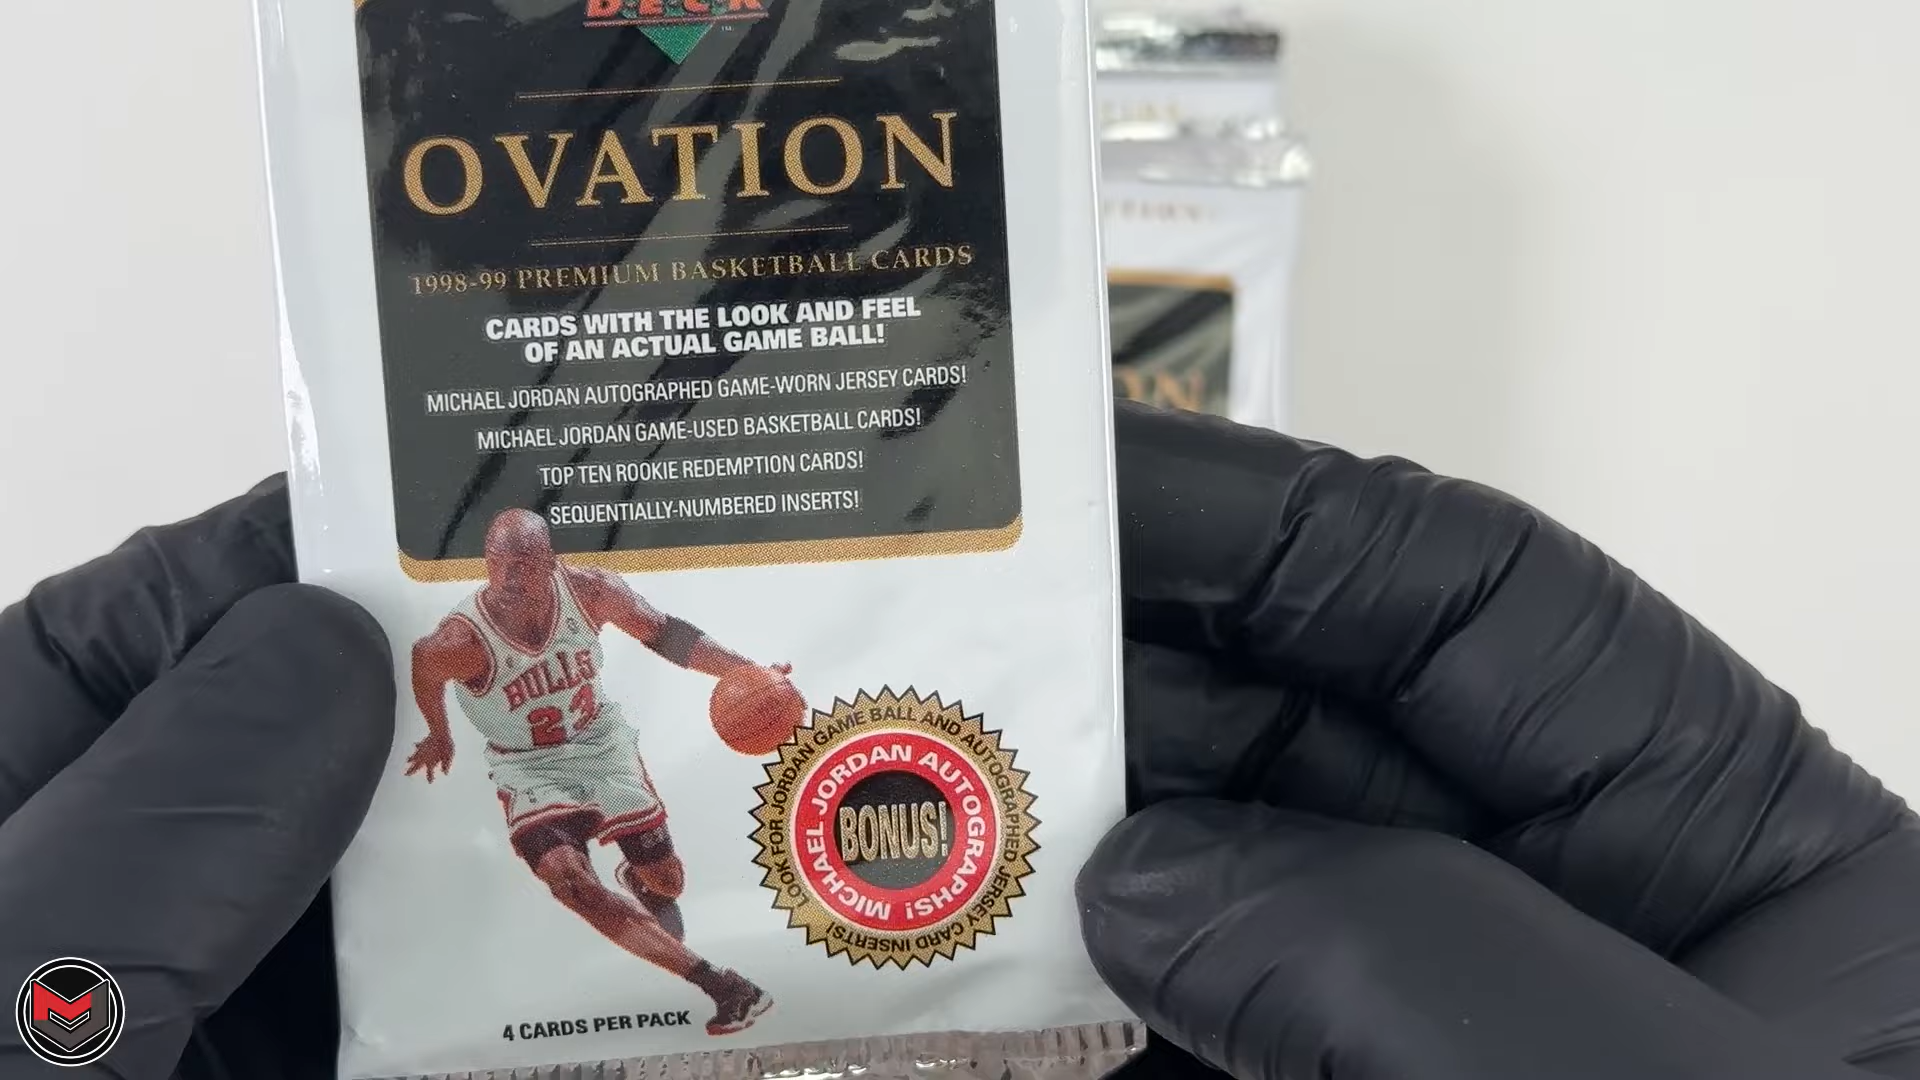 DECK
OVATION
1998-99 PREMIUM BASKETBALL CARDS
CARDS WITH THE LOOK AND FEEL
OF AN ACTUAL GAME BALL!
MICHAEL JORDAN AUTOGRAPHED GAME-WORN JERSEY CARDS!
MICHAEL JORDAN GAME-USED BASKETBALL CARDS!
TOP TEN ROOKIE REDEMPTION CARDS!
SEQUENTIALLY-NUMBERED INSERTS!
BULLS
23
LOOK FOR JORDAN GAME BALL AND AUTOGRAPHED JERSEY CARD INSERTS!
MICHAEL JORDAN AUTOGRAPHS!
BONUS!
4 CARDS PER PACK